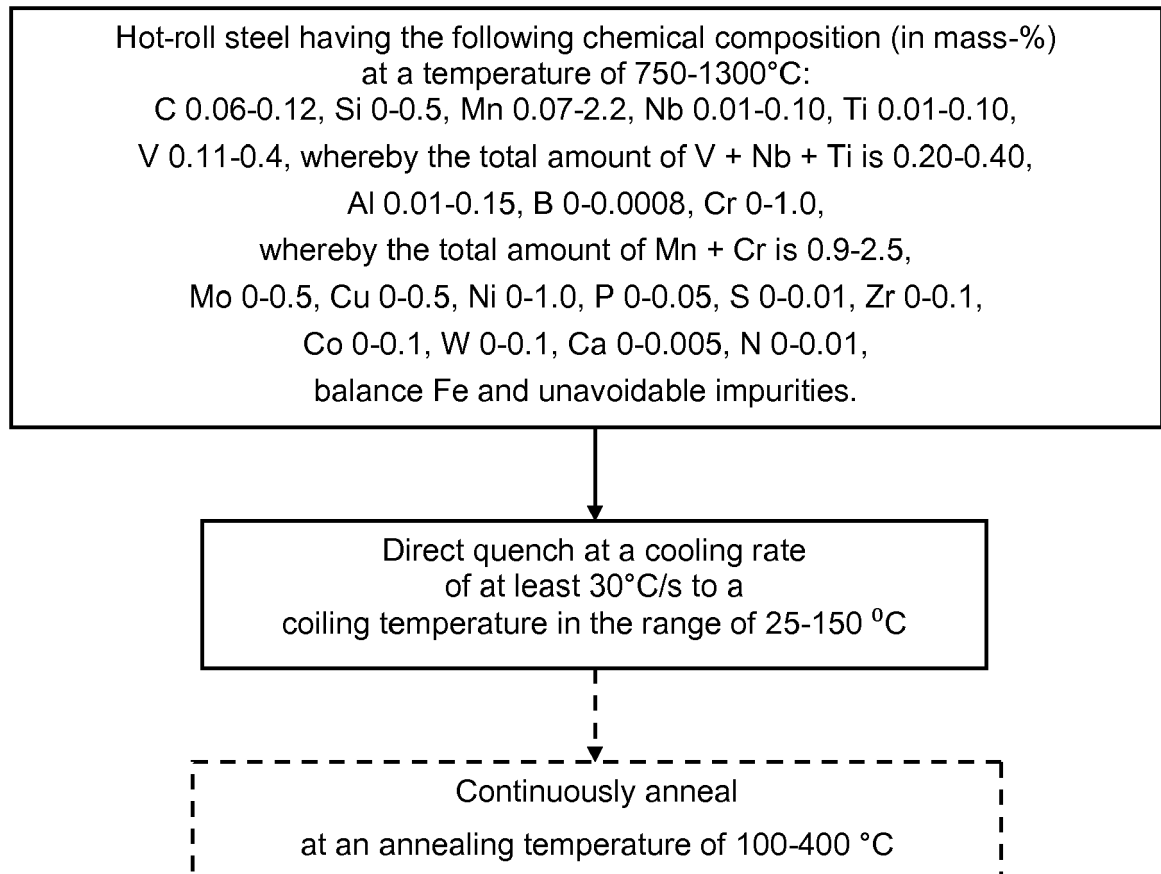 Hot-roll steel having the following chemical composition (in mass-%)
at a temperature of 750-1300°C:
C 0.06-0.12, Si 0-0.5, Mn 0.07-2.2, Nb 0.01-0.10, Ti 0.01-0.10,
V 0.11-0.4, whereby the total amount of V + Nb + Ti is 0.20-0.40,
Al 0.01-0.15, B 0-0.0008, Cr 0-1.0,
whereby the total amount of Mn + Cr is 0.9-2.5,
Mo 0-0.5, Cu 0-0.5, Ni 0-1.0, P 0-0.05, S 0-0.01, Zr 0-0.1,
Co 0-0.1, W 0-0.1, Ca 0-0.005, N 0-0.01,
balance Fe and unavoidable impurities.
Direct quench at a cooling rate
of at least 30°C/s to a
coiling temperature in the range of 25-150 ⁰C
Continuously anneal
at an annealing temperature of 100-400 °C